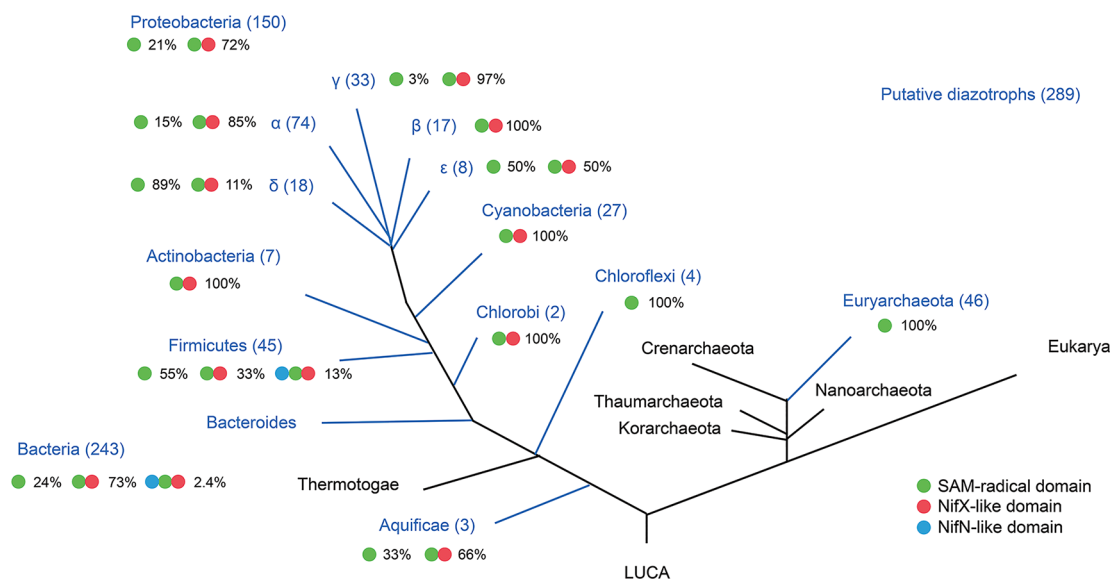 Proteobacteria (150)
21% 72%
γ (33) 3% 97%
Putative diazotrophs (289)
15% 85% α (74)
β (17) 100%
ε (8) 50% 50%
89% 11% δ (18)
Cyanobacteria (27)
100%
Actinobacteria (7)
100%
Chloroflexi (4)
100%
Euryarchaeota (46)
100%
Chlorobi (2)
100%
Firmicutes (45)
55% 33% 13%
Crenarchaeota
Eukarya
Nanoarchaeota
Thaumarchaeota
Korarchaeota
Bacteroides
Bacteria (243)
24% 73% 2.4%
Thermotogae
SAM-radical domain
NifX-like domain
NifN-like domain
Aquificae (3)
33% 66%
LUCA